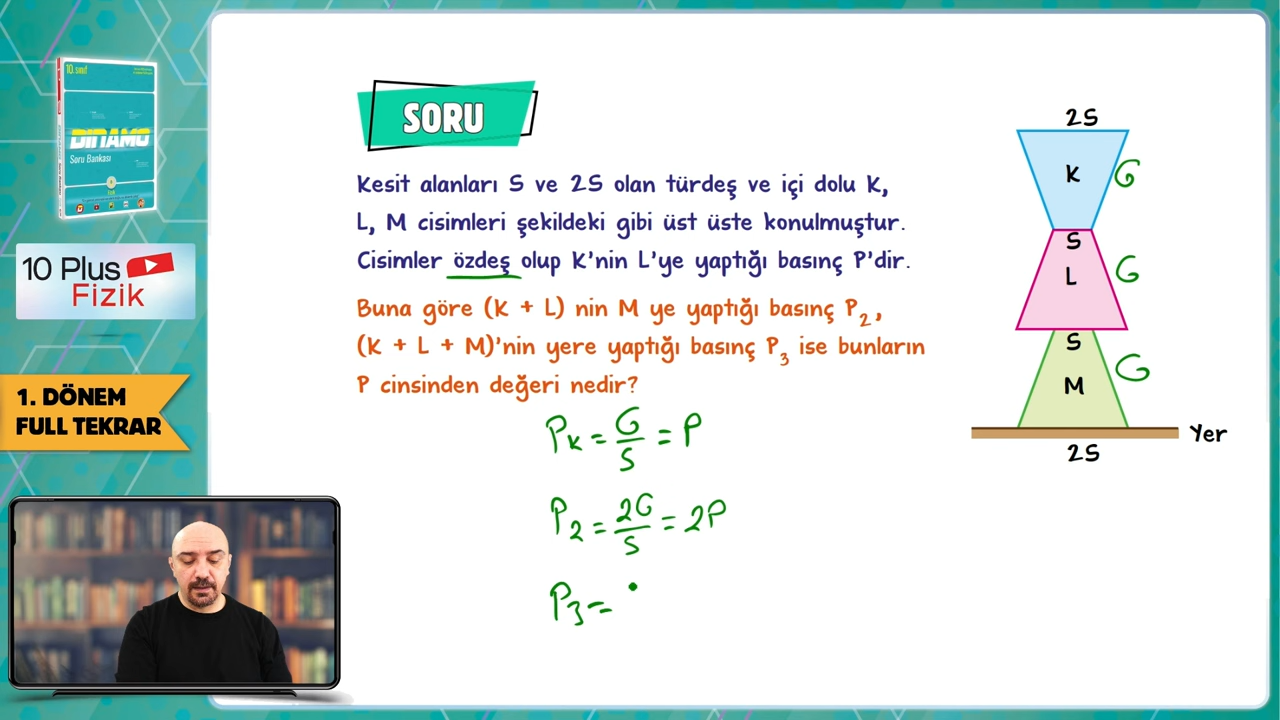 10. sınıf
DİNAMO
Soru Bankası
10 Plus
Fizik
1. DÖNEM
FULL TEKRAR
SORU
Kesit alanları S ve 2S olan türdeş ve içi dolu K,
L, M cisimleri şekildeki gibi üst üste konulmuştur.
Cisimler özdeş olup K'nin L'ye yaptığı basınç P'dir.
Buna göre (K + L) nin M ye yaptığı basınç P₂,
(K + L + M)'nin yere yaptığı basınç P₃ ise bunların
P cinsinden değeri nedir?
PK = G/S = P
P2 = 2G/S = 2P
P3 =
2S
K G
S
L G
S
M G
Yer
2S